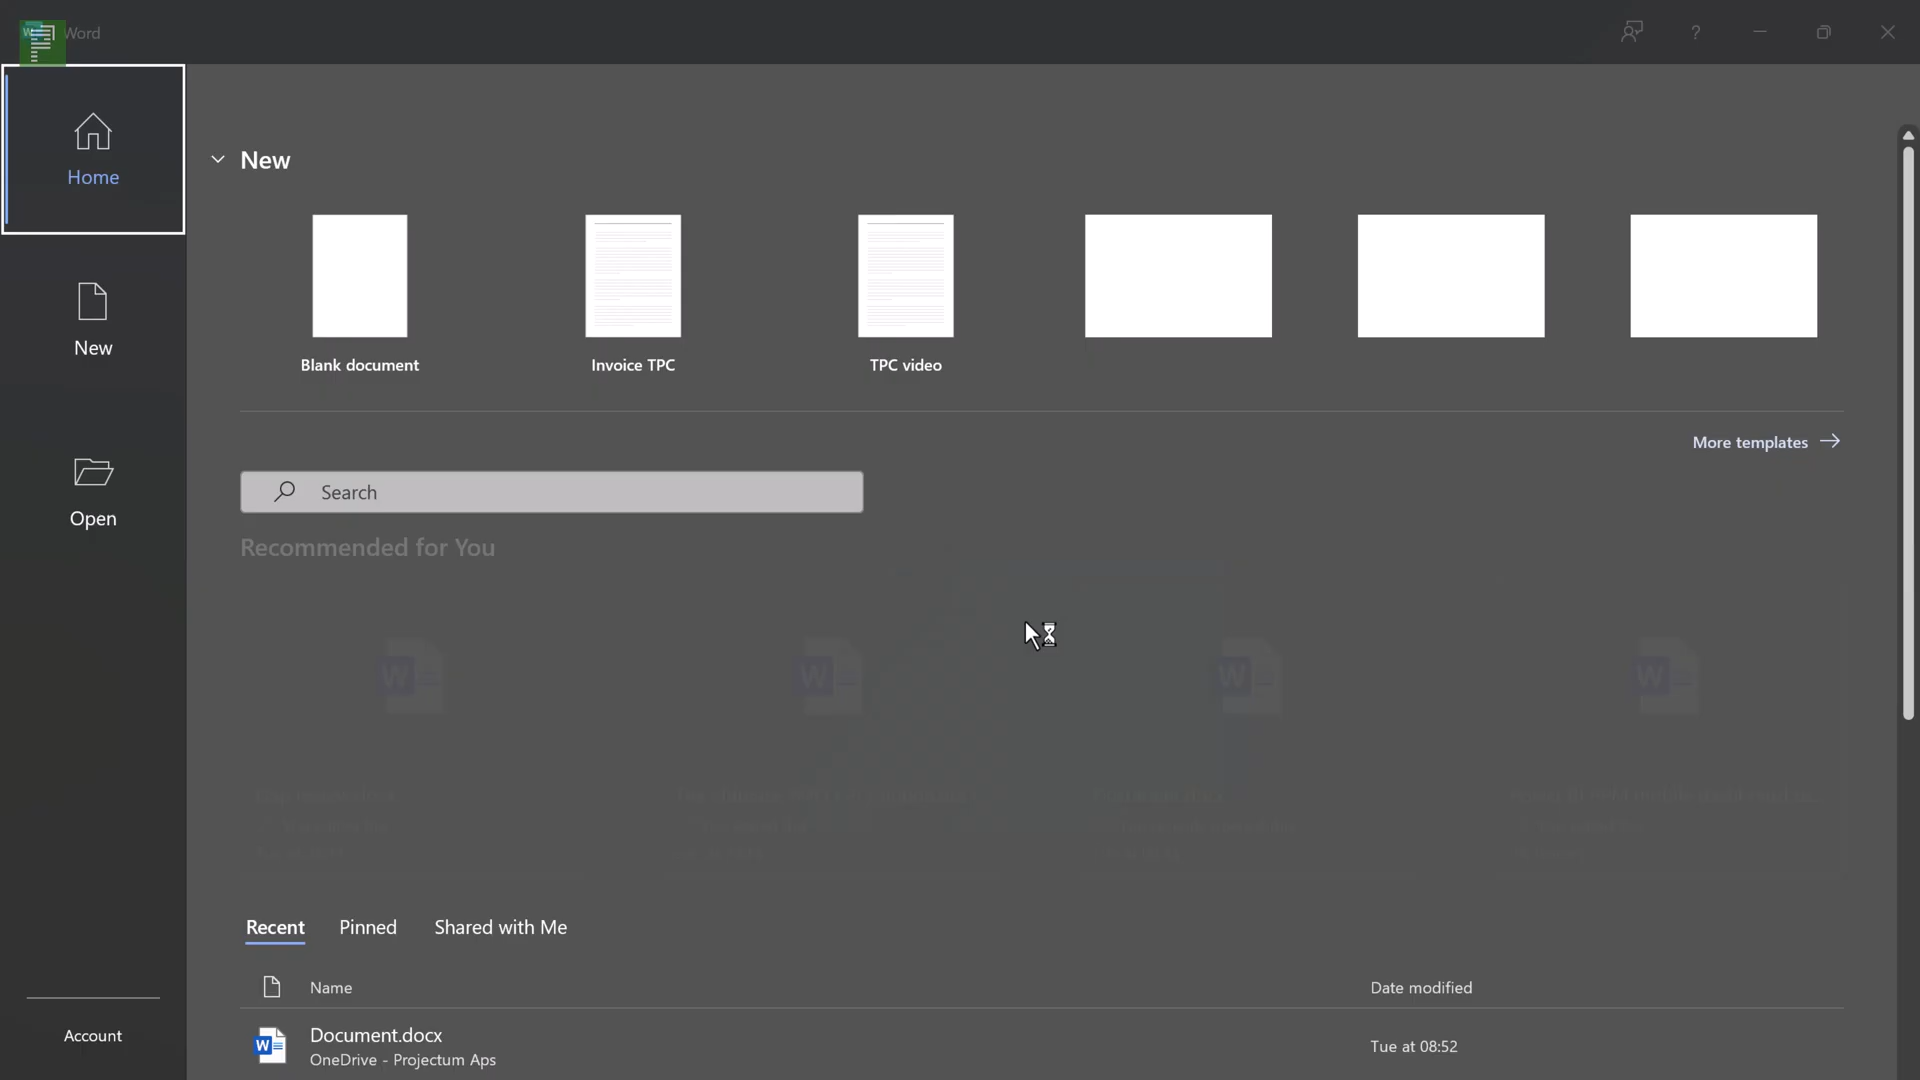 Word
Home
New
Blank document
Invoice TPC
TPC video
New
More templates
Search
Open
Recommended for You
Recent
Pinned
Shared with Me
Name
Date modified
Account
Document.docx
OneDrive - Projectum Aps
Tue at 08:52